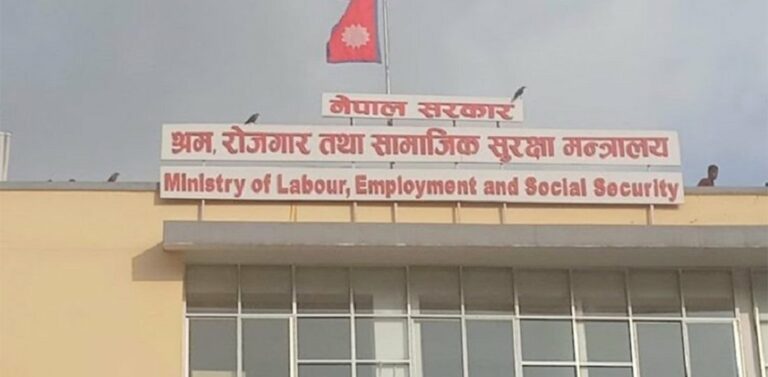 नेपाल सरकार
श्रम, रोजगार तथा सामाजिक सुरक्षा मन्त्रालय
Ministry of Labour, Employment and Social Security